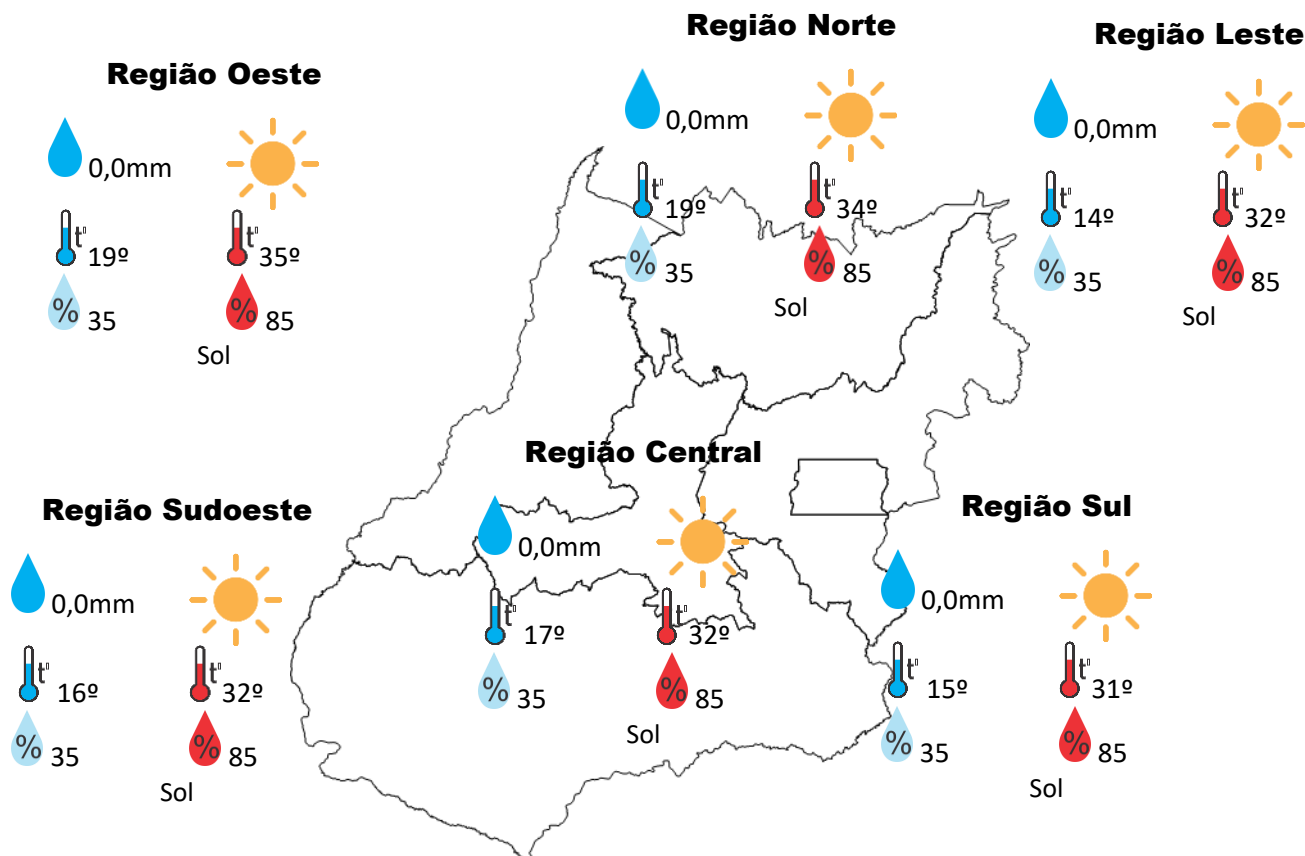 Região Norte
0,0mm
t° 19º
t° 34º
% 35
% 85
Sol
Região Leste
0,0mm
t° 14º
t° 32º
% 35
% 85
Sol
Região Oeste
0,0mm
t° 19º
t° 35º
% 35
% 85
Sol
Região Central
0,0mm
t° 17º
t° 32º
% 35
% 85
Sol
Região Sudoeste
0,0mm
t° 16º
t° 32º
% 35
% 85
Sol
Região Sul
0,0mm
t° 15º
t° 31º
% 35
% 85
Sol